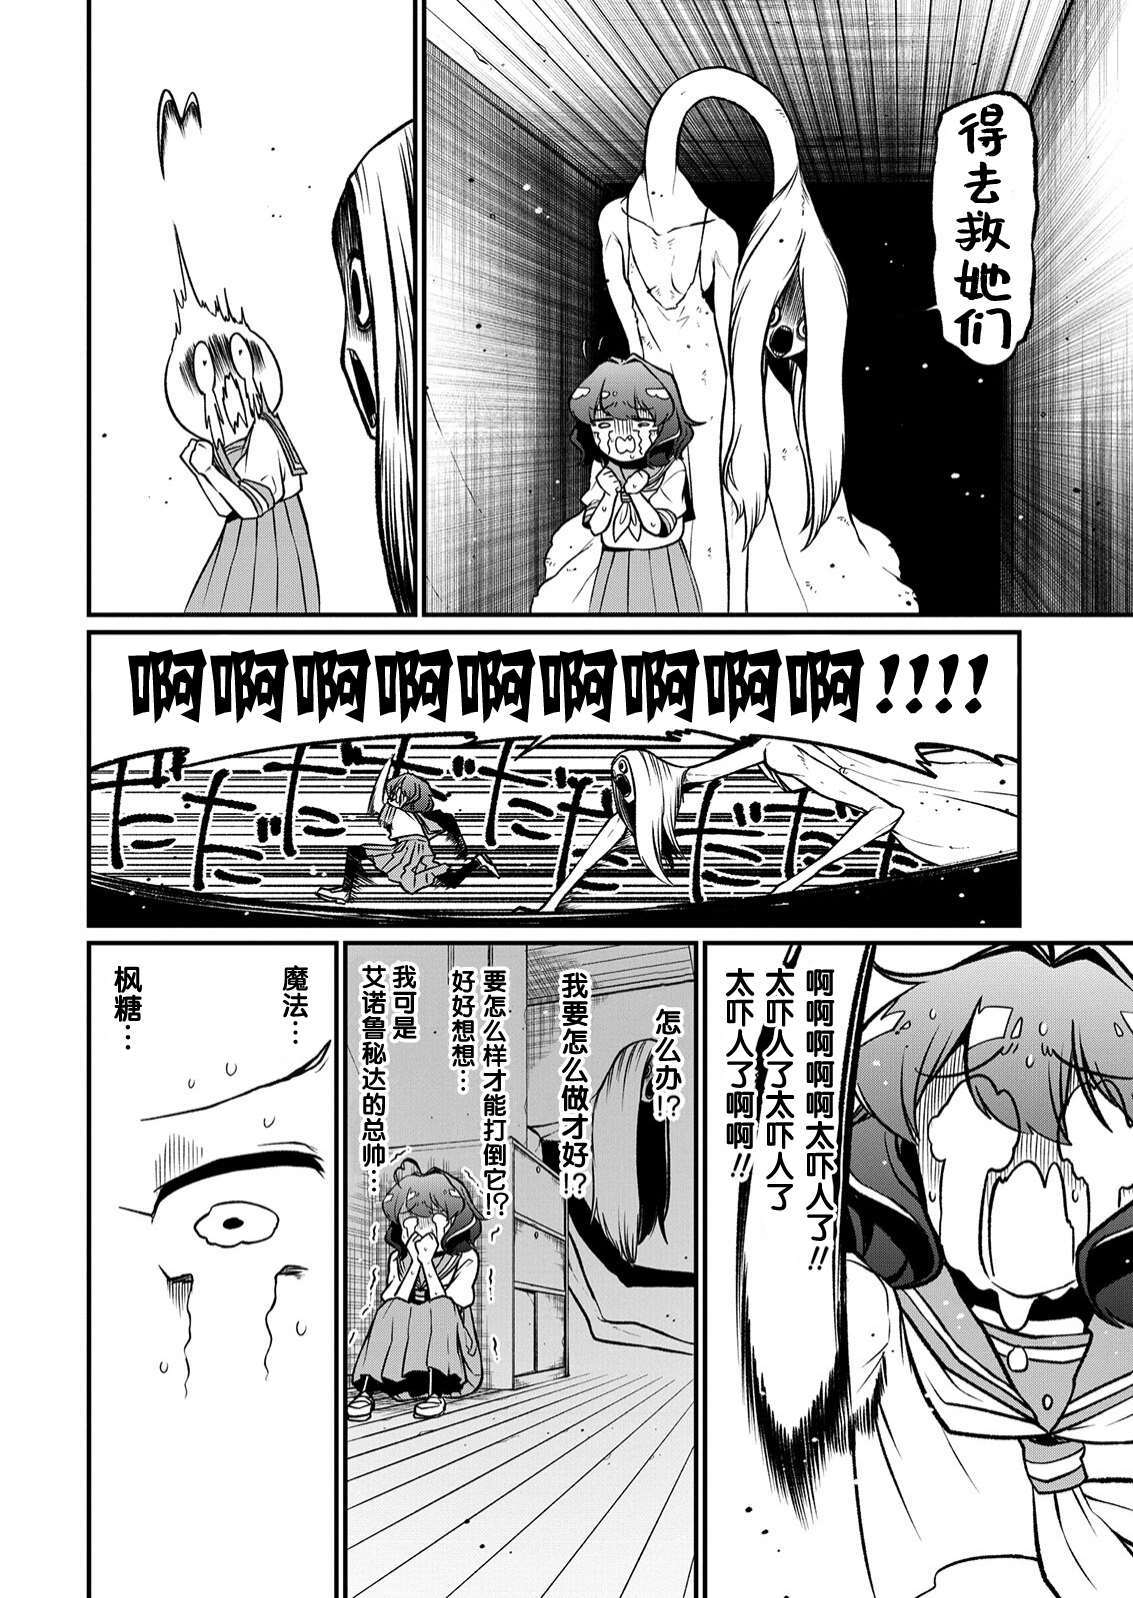 得去救她们
啊啊啊啊啊啊啊啊啊!!!!
だだだだだだだだ
啊啊啊啊啊太吓人了!!
太吓人了太吓人了
太吓人了啊啊!!
怎么办!?
我要怎么做才好!?
要怎么样才能打倒它!?
好好想想…
我可是
艾诺鲁秘达的总帅…
魔法…
枫糖…